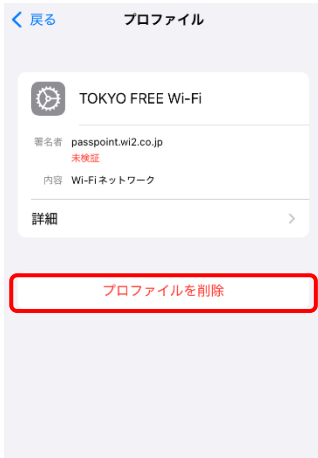 戻る
プロファイル
TOKYO FREE Wi-Fi
署名者 passpoint.wi2.co.jp
未検証
内容 Wi-Fiネットワーク
詳細
プロファイルを削除